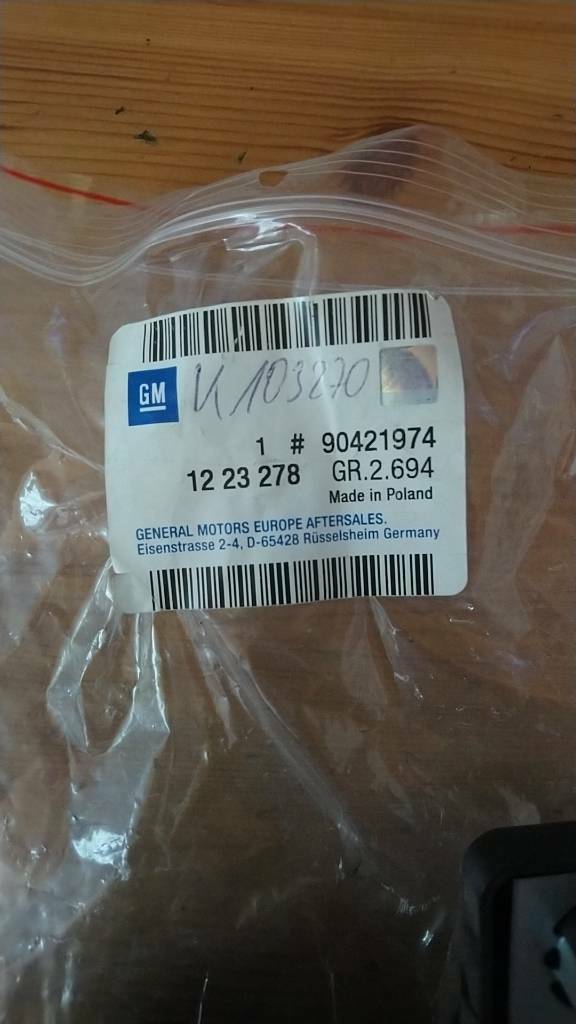 GM
K 103270
1 # 90421974
12 23 278 GR.2.694
Made in Poland
GENERAL MOTORS EUROPE AFTERSALES.
Eisenstrasse 2-4, D-65428 Rüsselsheim Germany